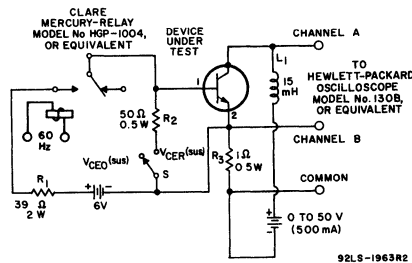 CLARE
MERCURY-RELAY
MODEL No HGP-1004,
OR EQUIVALENT
DEVICE
UNDER
TEST
CHANNEL A
1
2
L1
15
mH
TO
HEWLETT-PACKARD
OSCILLOSCOPE
MODEL No. 130B,
OR EQUIVALENT
50 Ω
0.5 W
R2
60
Hz
VCEO(sus)
VCER(sus)
S
R3
1Ω
0.5 W
CHANNEL B
COMMON
R1
39 Ω
2 W
+ -
6V
+
-
0 TO 50 V
(500 mA)
92LS-1963R2